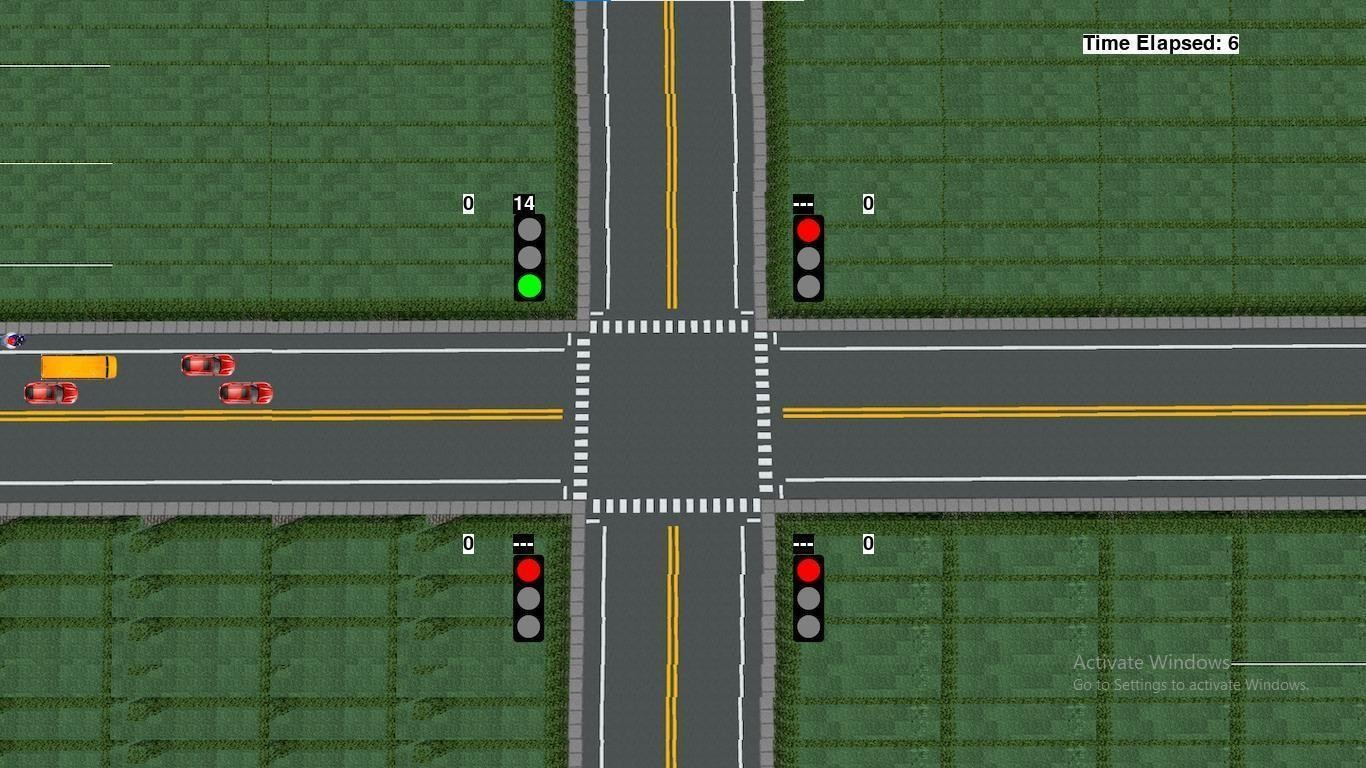 Time Elapsed: 6
0
14
---
0
0
---
---
0
Activate Windows
Go to Settings to activate Windows.